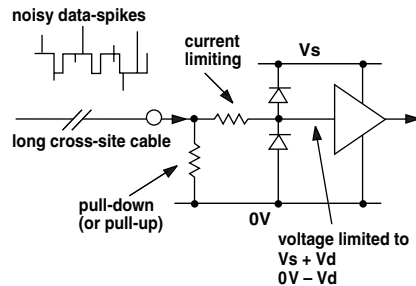 noisy data-spikes
current
limiting
Vs
long cross-site cable
pull-down
(or pull-up)
0V
voltage limited to
Vs + Vd
0V – Vd